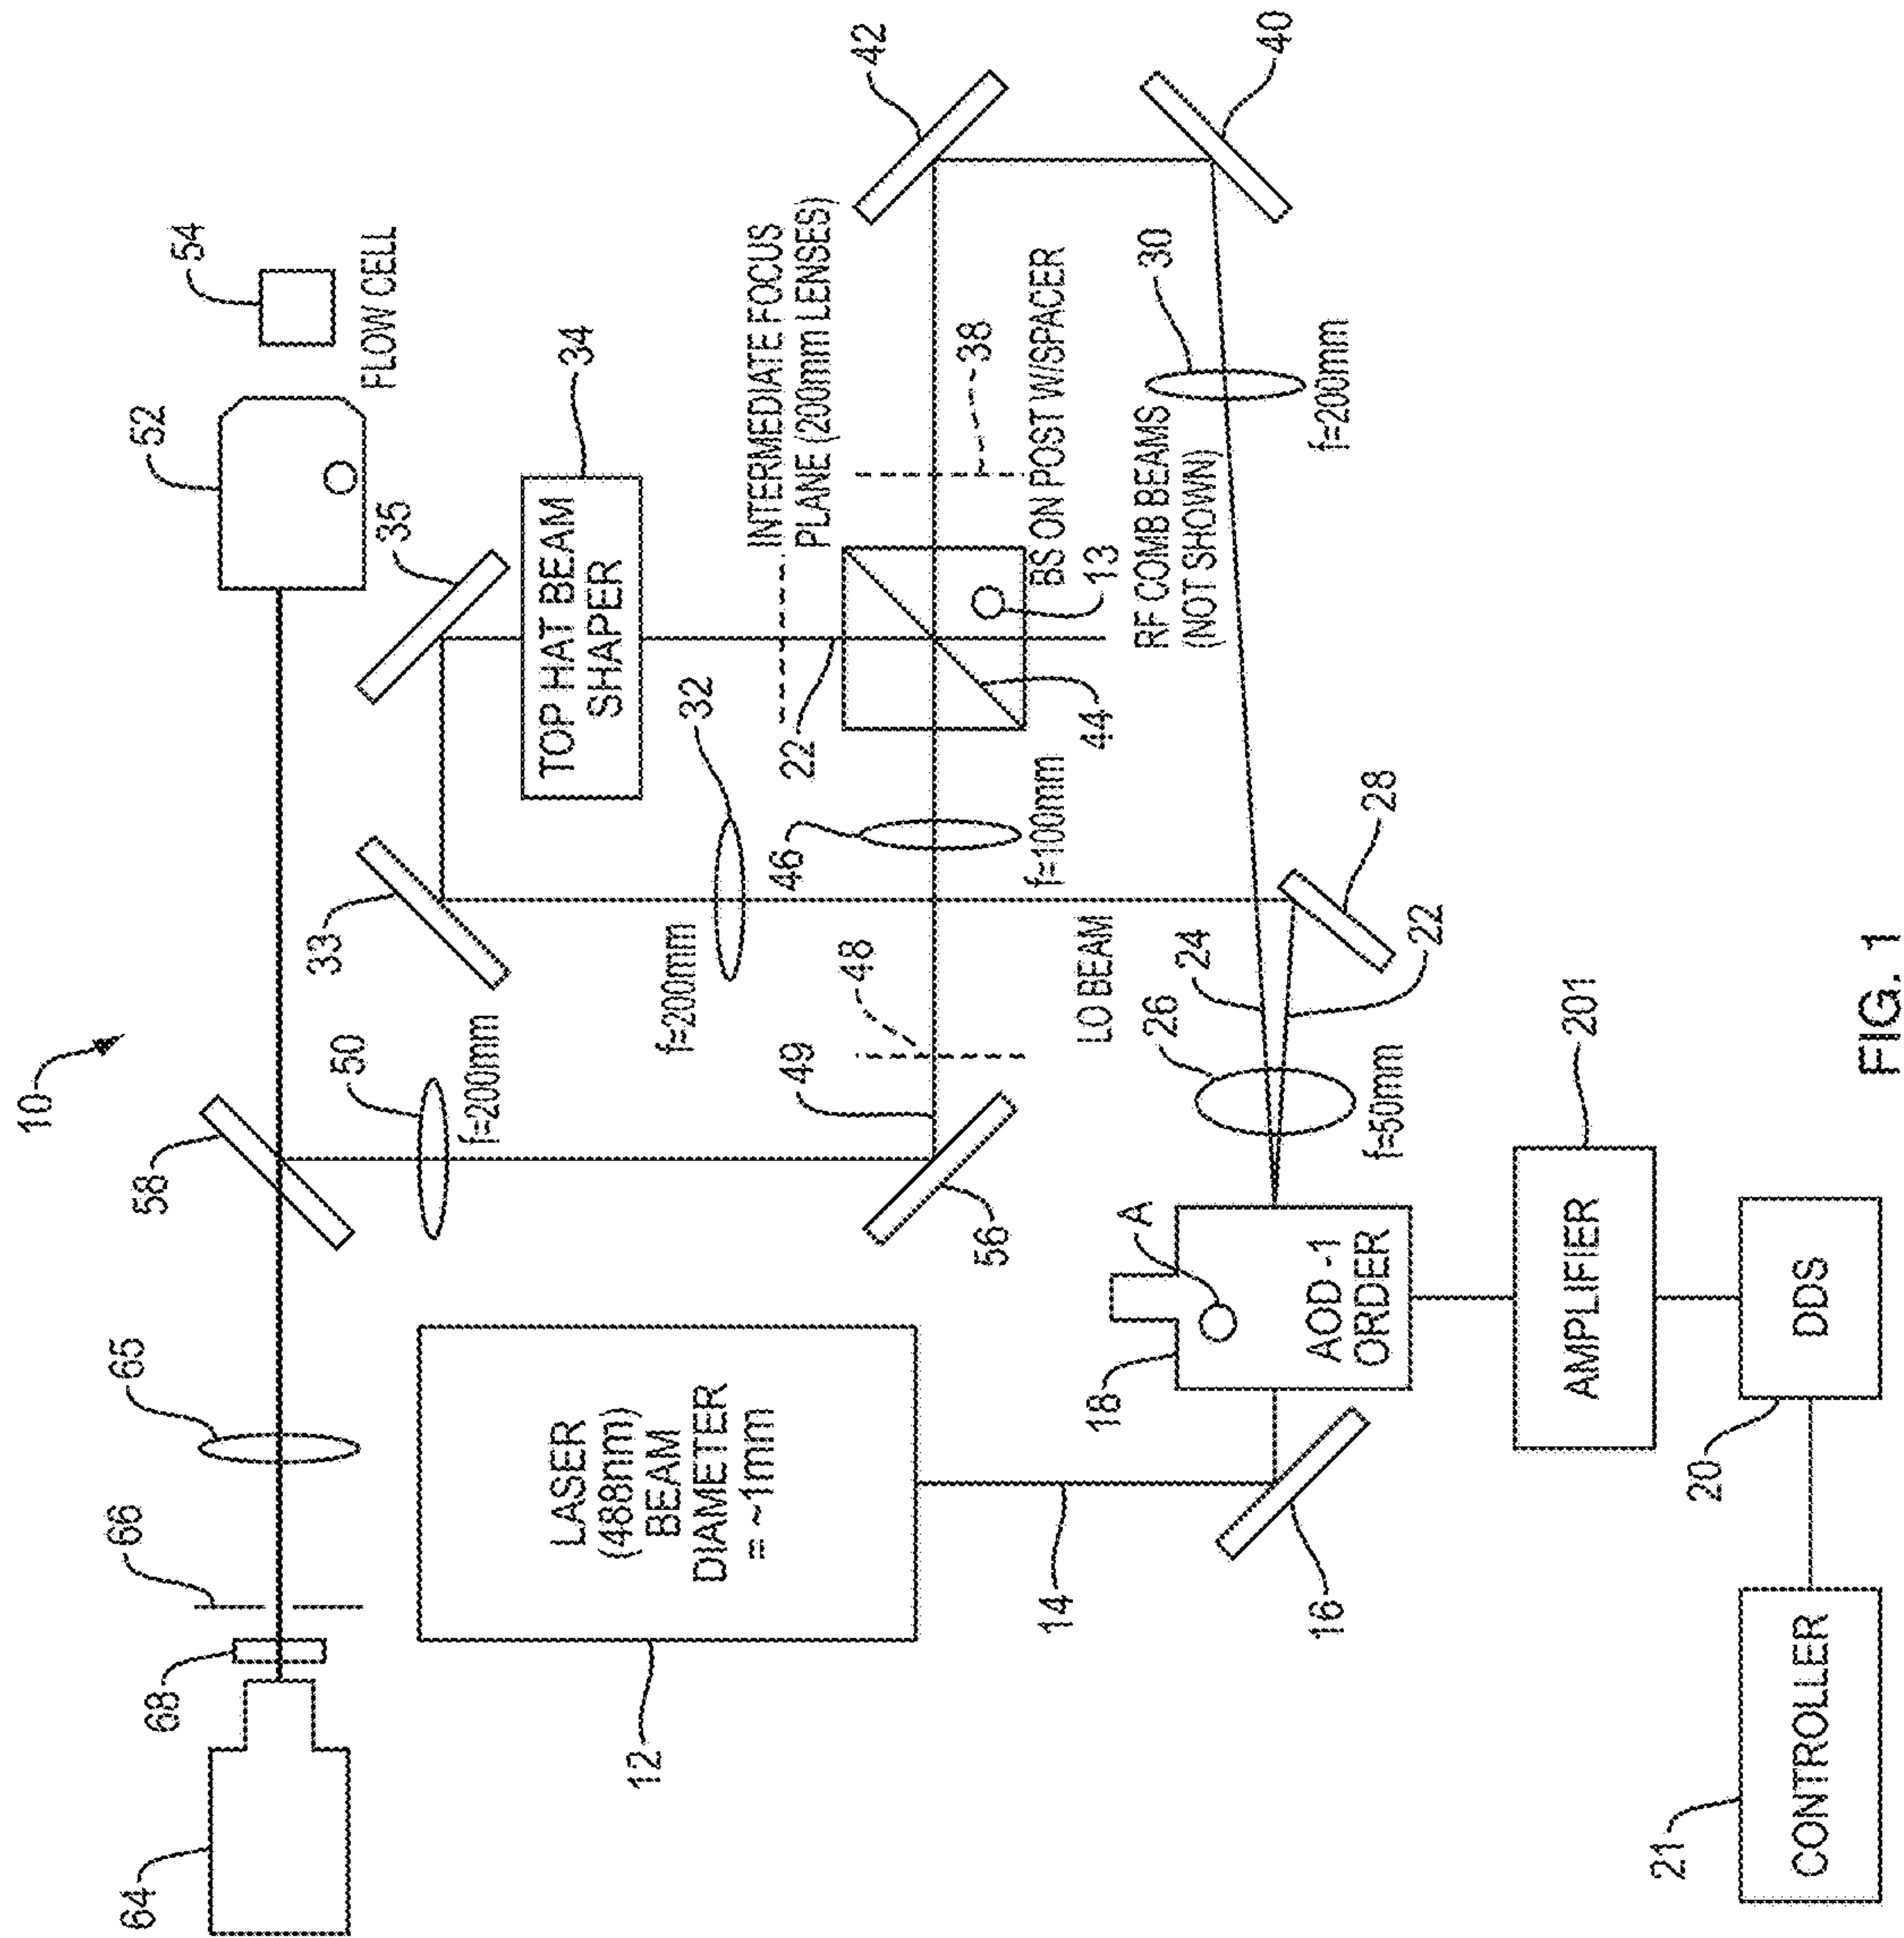 10
64
68
66
65
58
52
54
FLOW CELL
50
f=200mm
33
35
34
TOP HAT BEAM
SHAPER
32
f=200mm
INTERMEDIATE FOCUS
PLANE (200mm LENSES)
22
42
LASER
(488nm)
BEAM
DIAMETER
= ~1mm
12
56
49
48
46
f=100mm
44
13
BS ON POST W/SPACER
38
LO BEAM
RF COMB BEAMS
(NOT SHOWN)
30
f=200mm
40
14
16
18
A
AOD -1
ORDER
26
f=50mm
24
22
28
AMPLIFIER
201
DDS
20
CONTROLLER
21
FIG. 1